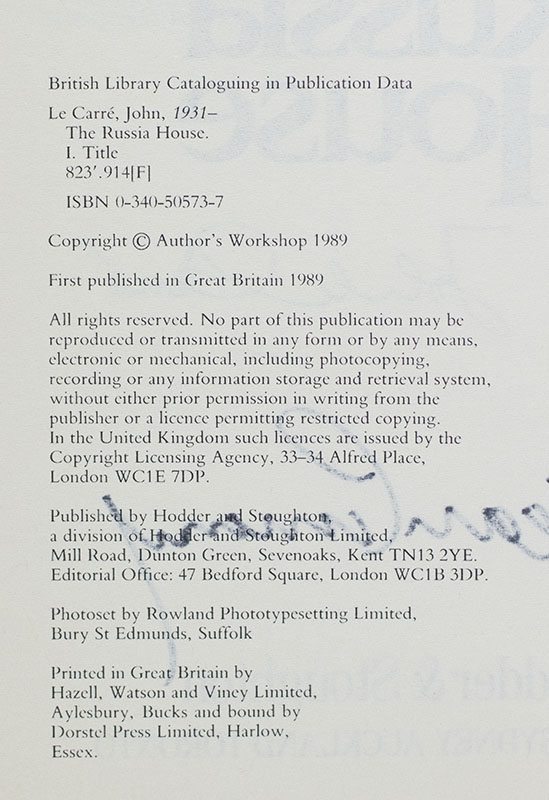 British Library Cataloguing in Publication Data
Le Carré, John, 1931–
The Russia House.
I. Title
823′.914[F]
ISBN 0-340-50573-7
Copyright © Author's Workshop 1989
First published in Great Britain 1989
All rights reserved. No part of this publication may be
reproduced or transmitted in any form or by any means,
electronic or mechanical, including photocopying,
recording or any information storage and retrieval system,
without either prior permission in writing from the
publisher or a licence permitting restricted copying.
In the United Kingdom such licences are issued by the
Copyright Licensing Agency, 33–34 Alfred Place,
London WC1E 7DP.
Published by Hodder and Stoughton,
a division of Hodder and Stoughton Limited,
Mill Road, Dunton Green, Sevenoaks, Kent TN13 2YE.
Editorial Office: 47 Bedford Square, London WC1B 3DP.
Photoset by Rowland Phototypesetting Limited,
Bury St Edmunds, Suffolk
Printed in Great Britain by
Hazell, Watson and Viney Limited,
Aylesbury, Bucks and bound by
Dorstel Press Limited, Harlow,
Essex.